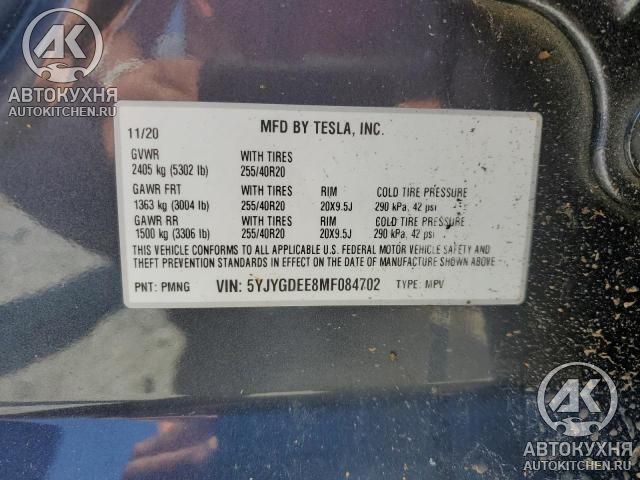 AK
АВТОКУХНЯ
AUTOKITCHEN.RU
11/20 MFD BY TESLA, INC.
GVWR WITH TIRES
2405 kg (5302 lb) 255/40R20
GAWR FRT WITH TIRES RIM COLD TIRE PRESSURE
1363 kg (3004 lb) 255/40R20 20X9.5J 290 kPa, 42 psi
GAWR RR WITH TIRES RIM COLD TIRE PRESSURE
1500 kg (3306 lb) 255/40R20 20X9.5J 290 kPa, 42 psi
THIS VEHICLE CONFORMS TO ALL APPLICABLE U.S. FEDERAL MOTOR VEHICLE SAFETY AND
THEFT PREVENTION STANDARDS IN EFFECT ON THE DATE OF MANUFACTURE SHOWN ABOVE.
PNT: PMNG VIN: 5YJYGDEE8MF084702 TYPE: MPV
AK
АВТОКУХНЯ
AUTOKITCHEN.RU